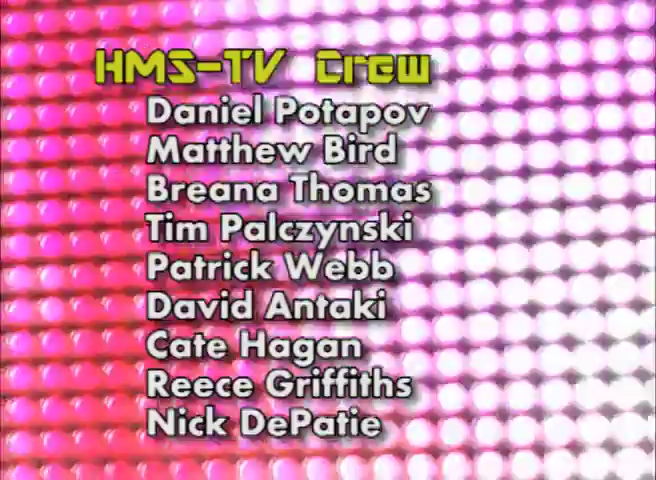 HMS-TV Crew
Daniel Potapov
Matthew Bird
Breana Thomas
Tim Palczynski
Patrick Webb
David Antaki
Cate Hagan
Reece Griffiths
Nick DePatie